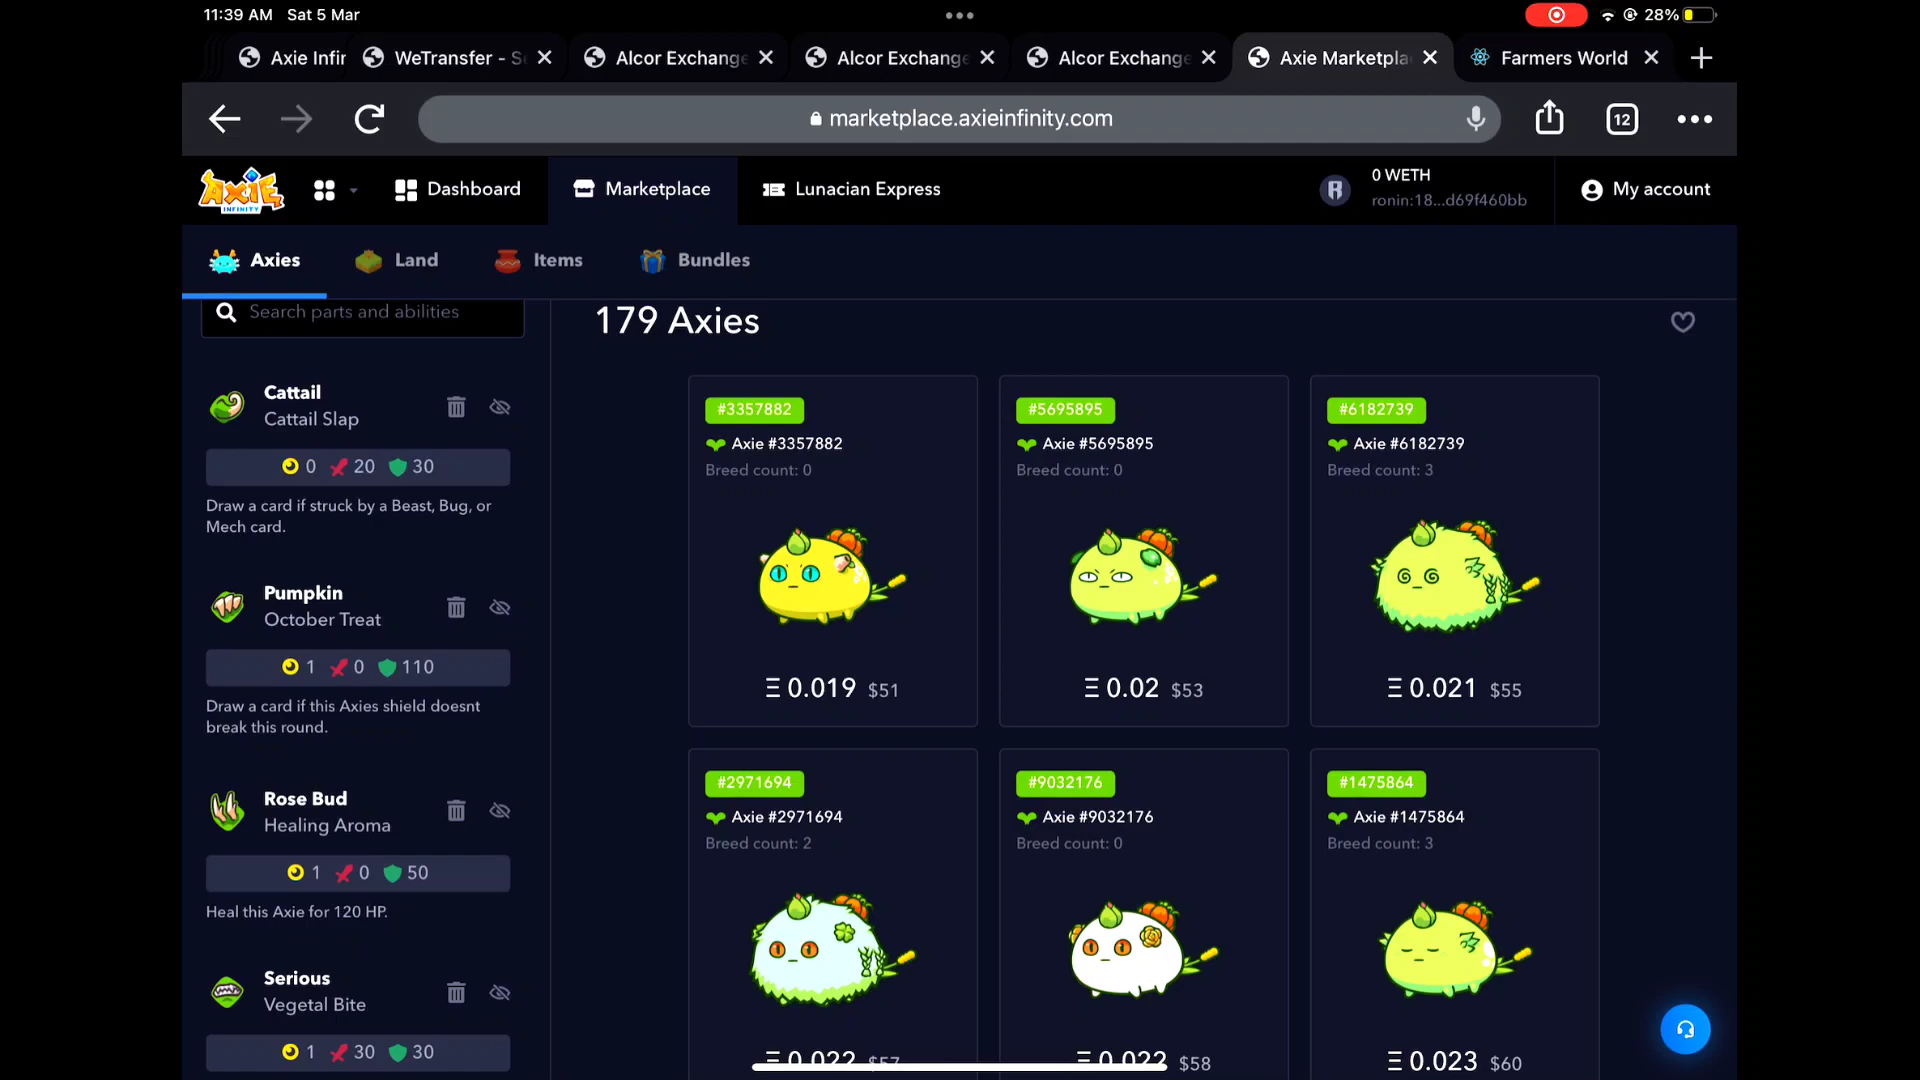 11:39 AM Sat 5 Mar
28%
Axie Infir
WeTransfer - S
Alcor Exchange
Alcor Exchange
Alcor Exchange
Axie Marketpla
Farmers World
marketplace.axieinfinity.com
12
AXIE
INFINITY
Dashboard
Marketplace
Lunacian Express
0 WETH
ronin:18...d69f460bb
My account
Axies
Land
Items
Bundles
Search parts and abilities
179 Axies
Cattail
Cattail Slap
0 20 30
Draw a card if struck by a Beast, Bug, or
Mech card.
Pumpkin
October Treat
1 0 110
Draw a card if this Axies shield doesnt
break this round.
Rose Bud
Healing Aroma
1 0 50
Heal this Axie for 120 HP.
Serious
Vegetal Bite
1 30 30
#3357882
Axie #3357882
Breed count: 0
Ξ 0.019 $51
#5695895
Axie #5695895
Breed count: 0
Ξ 0.02 $53
#6182739
Axie #6182739
Breed count: 3
Ξ 0.021 $55
#2971694
Axie #2971694
Breed count: 2
Ξ 0.022 $57
#9032176
Axie #9032176
Breed count: 0
Ξ 0.022 $58
#1475864
Axie #1475864
Breed count: 3
Ξ 0.023 $60